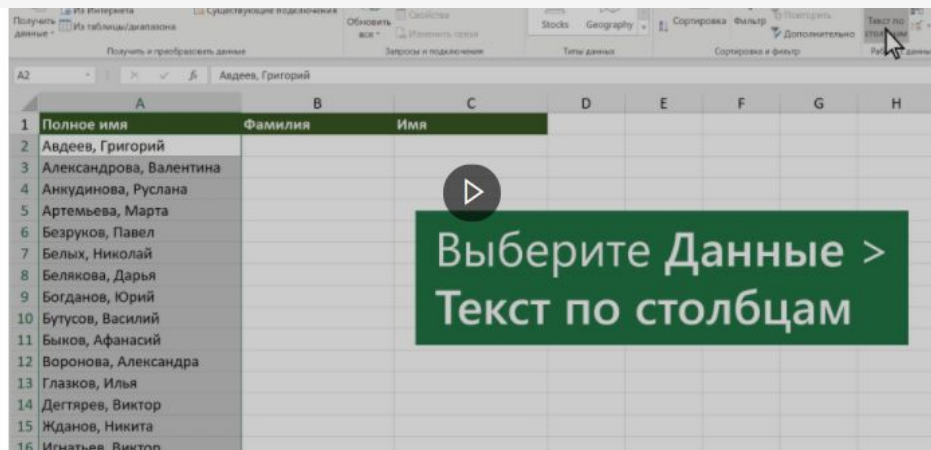 Из Интернета Существующие подключения
Получить данные Из таблицы/диапазона
Обновить все
Свойства
Изменить связи
Stocks Geography
Сортировка Фильтр
Повторить
Дополнительно
Текст по столбцам
Получить и преобразовать данные Запросы и подключения Типы данных Сортировка и фильтр
A2 fx Авдеев, Григорий
A B C D E F G H
1 Полное имя Фамилия Имя
2 Авдеев, Григорий
3 Александрова, Валентина
4 Анкудинова, Руслана
5 Артемьева, Марта
6 Безруков, Павел
7 Белых, Николай
8 Белякова, Дарья
9 Богданов, Юрий
10 Бутусов, Василий
11 Быков, Афанасий
12 Воронова, Александра
13 Глазков, Илья
14 Дегтярев, Виктор
15 Жданов, Никита
16 Игнатьев, Виктор
Выберите Данные >
Текст по столбцам